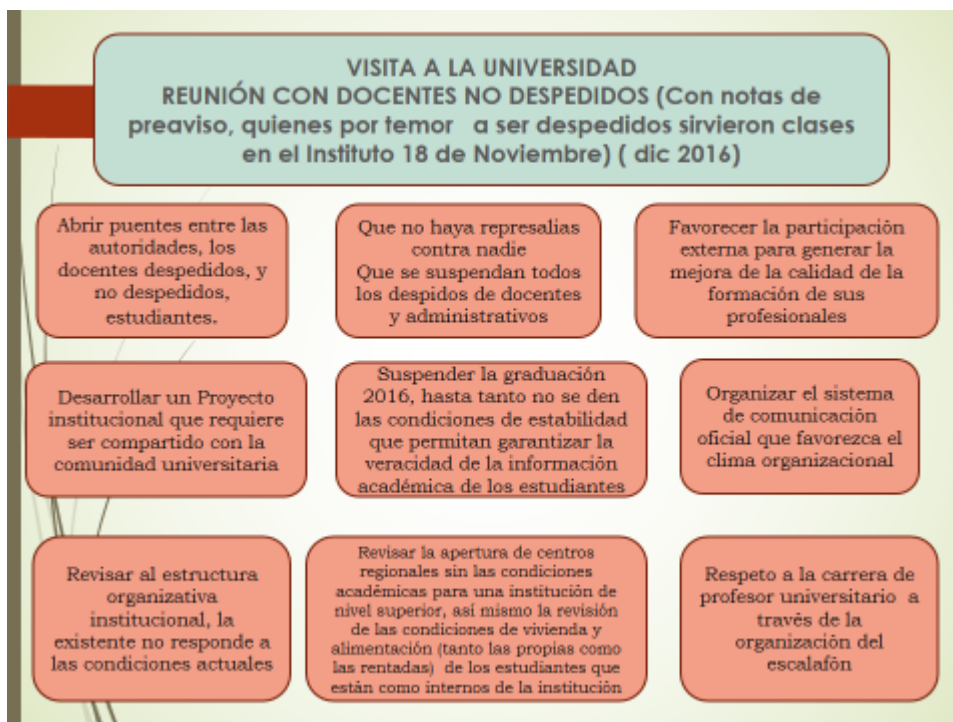 VISITA A LA UNIVERSIDAD
REUNIÓN CON DOCENTES NO DESPEDIDOS (Con notas de
preaviso, quienes por temor a ser despedidos sirvieron clases
en el Instituto 18 de Noviembre) ( dic 2016)
Abrir puentes entre las
autoridades, los
docentes despedidos, y
no despedidos,
estudiantes.
Que no haya represalias
contra nadie
Que se suspendan todos
los despidos de docentes
y administrativos
Favorecer la participación
externa para generar la
mejora de la calidad de la
formación de sus
profesionales
Desarrollar un Proyecto
institucional que requiere
ser compartido con la
comunidad universitaria
Suspender la graduación
2016, hasta tanto no se den
las condiciones de estabilidad
que permitan garantizar la
veracidad de la información
académica de los estudiantes
Organizar el sistema
de comunicación
oficial que favorezca el
clima organizacional
Revisar al estructura
organizativa
institucional, la
existente no responde a
las condiciones actuales
Revisar la apertura de centros
regionales sin las condiciones
académicas para una institución de
nivel superior, así mismo la revisión
de las condiciones de vivienda y
alimentación (tanto las propias como
las rentadas) de los estudiantes que
están como internos de la institución
Respeto a la carrera de
profesor universitario a
través de la
organización del
escalafón